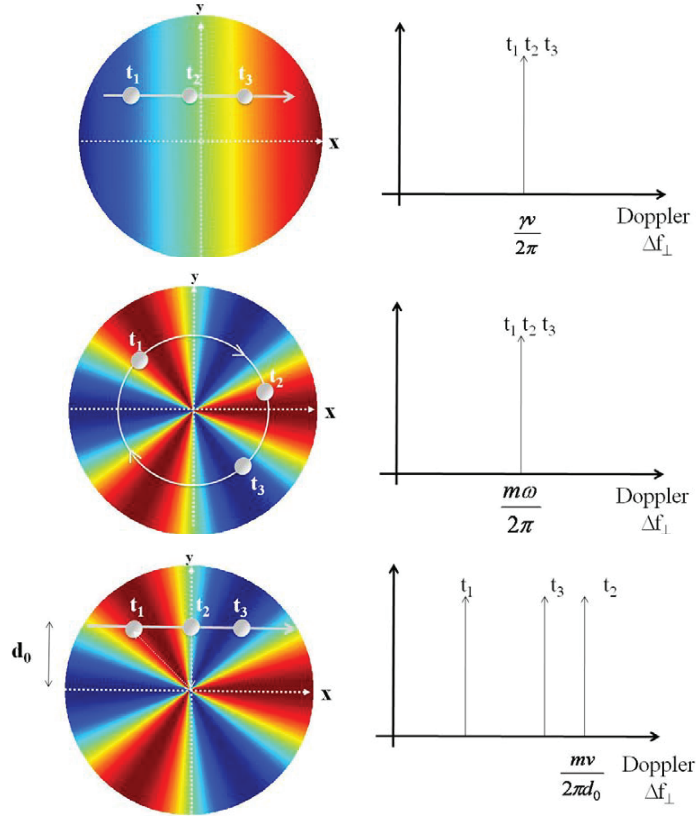 y
t₁ t₂ t₃
x
t₁ t₂ t₃
γv
2π
Doppler
Δf⊥
y
t₁
t₂
x
t₃
t₁ t₂ t₃
mω
2π
Doppler
Δf⊥
y
t₁ t₂ t₃
d₀
x
t₁ t₃ t₂
mv
2πd₀
Doppler
Δf⊥